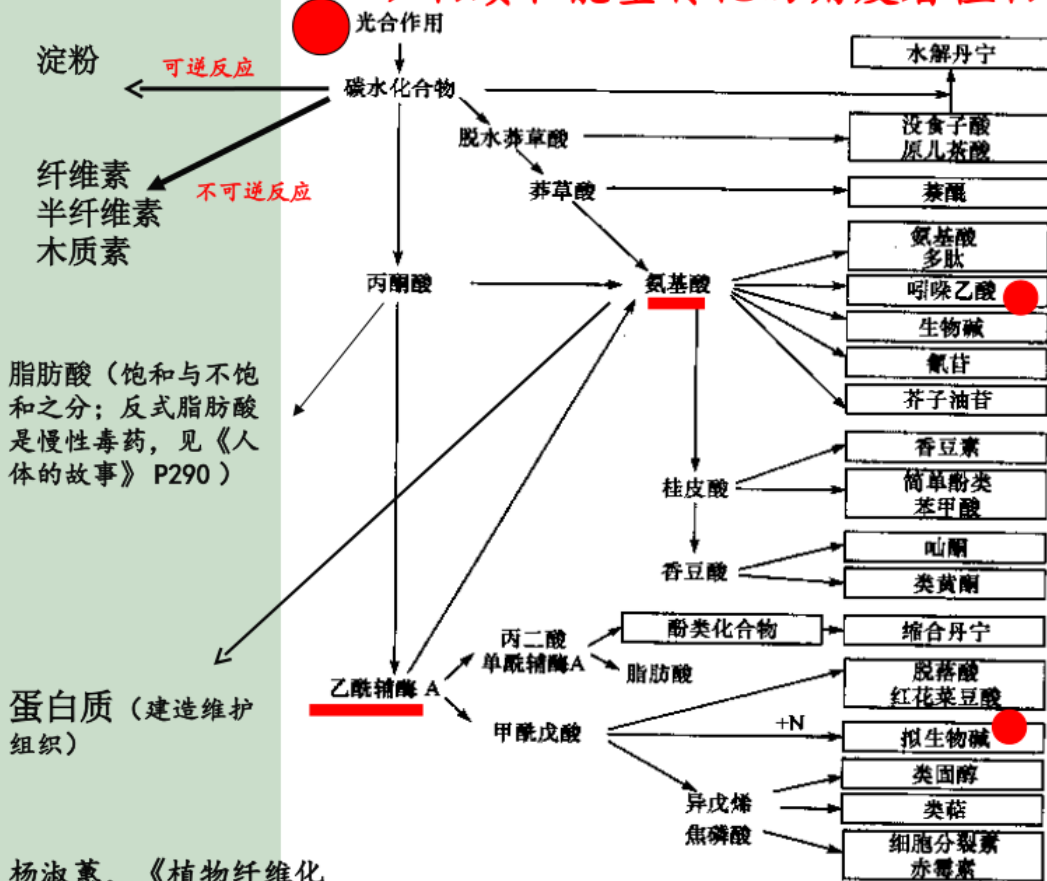 光合作用
淀粉
可逆反应
碳水化合物
水解丹宁
脱水莽草酸
没食子酸
原儿茶酸
纤维素
半纤维素
木质素
不可逆反应
莽草酸
萘醌
氨基酸
多肽
丙酮酸
氨基酸
吲哚乙酸
生物碱
氰苷
芥子油苷
脂肪酸（饱和与不饱
和之分；反式脂肪酸
是慢性毒药，见《人
体的故事》P290）
香豆素
桂皮酸
简单酚类
苯甲酸
𠮿酮
香豆酸
类黄酮
丙二酸
单酰辅酶A
酚类化合物
缩合丹宁
脂肪酸
乙酰辅酶 A
脱落酸
红花菜豆酸
蛋白质（建造维护
组织）
甲酰戊酸
+N
拟生物碱
类固醇
异戊烯
焦磷酸
类萜
细胞分裂素
赤霉素
杨淑蕙，《植物纤维化